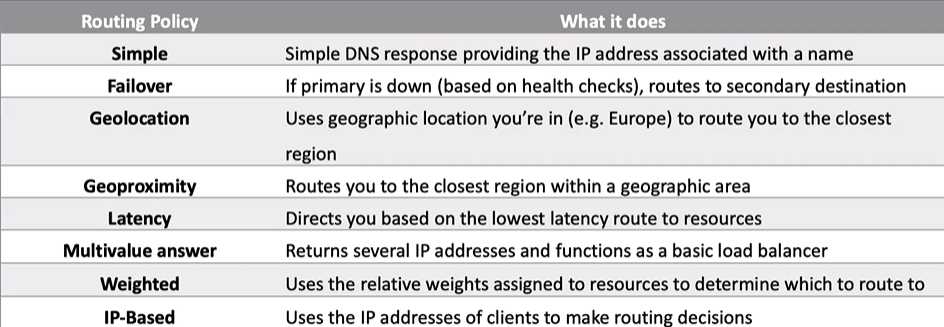 Routing Policy What it does
Simple Simple DNS response providing the IP address associated with a name
Failover If primary is down (based on health checks), routes to secondary destination
Geolocation Uses geographic location you’re in (e.g. Europe) to route you to the closest
region
Geoproximity Routes you to the closest region within a geographic area
Latency Directs you based on the lowest latency route to resources
Multivalue answer Returns several IP addresses and functions as a basic load balancer
Weighted Uses the relative weights assigned to resources to determine which to route to
IP-Based Uses the IP addresses of clients to make routing decisions